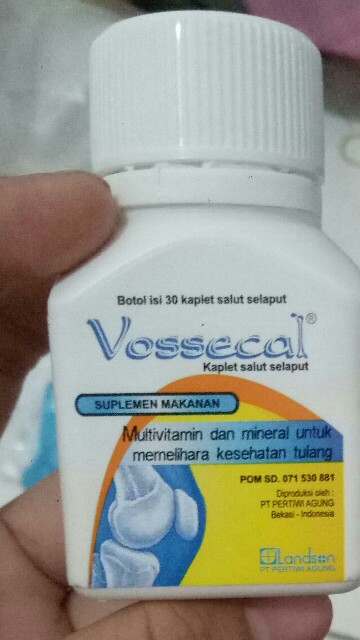 Botol isi 30 kaplet salut selaput
Vossecal®
Kaplet salut selaput
SUPLEMEN MAKANAN
Multivitamin dan mineral untuk
memelihara kesehatan tulang
POM SD. 071 530 881
Diproduksi oleh :
PT PERTIWI AGUNG
Bekasi - Indonesia
Landson
PT PERTIWI AGUNG